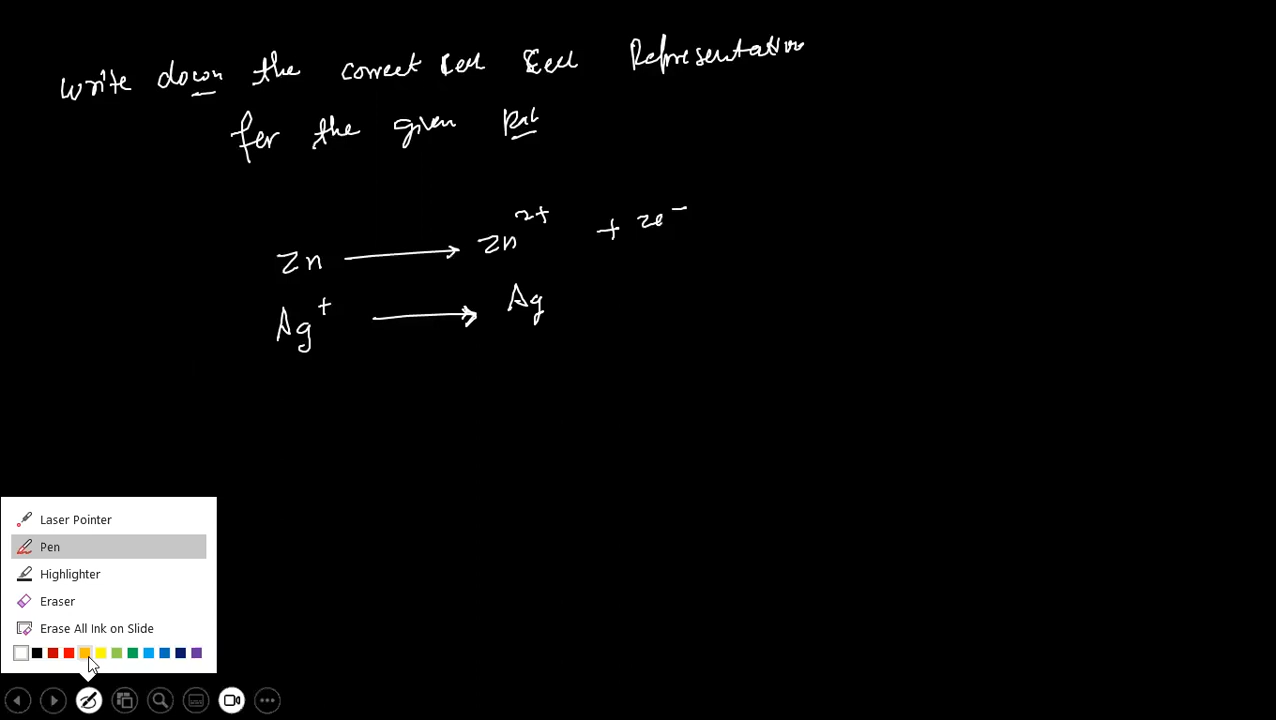 write down the correct cell cell Representation
for the given
Zn ⟶ Zn²⁺ + 2e⁻
Ag⁺ ⟶ Ag
Laser Pointer
Pen
Highlighter
Eraser
Erase All Ink on Slide